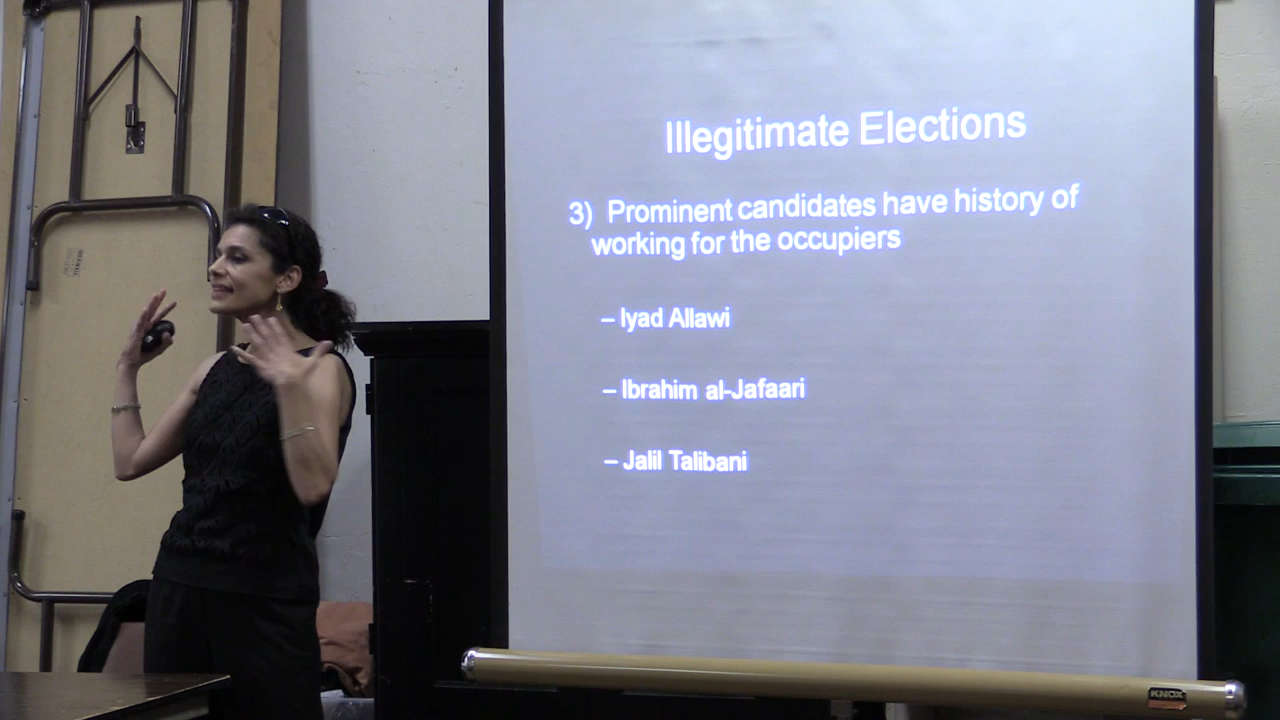 Illegitimate Elections
3) Prominent candidates have history of
working for the occupiers
– Iyad Allawi
– Ibrahim al-Jafaari
– Jalil Talibani
KNOX